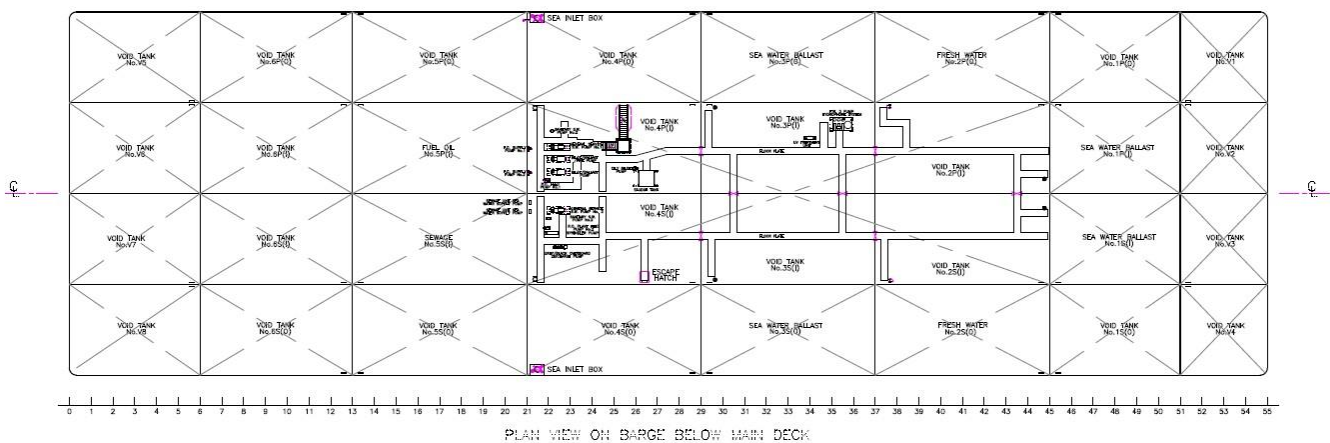 SEA INLET BOX
VOID TANK
No.V5
VOID TANK
No.6P(O)
VOID TANK
No.5P(O)
VOID TANK
No.4P(O)
SEA WATER BALLAST
No.3P(O)
FRESH WATER
No.2P(O)
VOID TANK
No.1P(O)
VOID TANK
No.V1
VOID TANK
No.V6
VOID TANK
No.6P(I)
FUEL OIL
No.5P(I)
VOID TANK
No.4P(I)
VOID TANK
No.3P(I)
VOID TANK
No.2P(I)
SEA WATER BALLAST
No.1P(I)
VOID TANK
No.V2
VOID TANK
No.V7
VOID TANK
No.6S(I)
SEWAGE
No.5S(I)
VOID TANK
No.4S(I)
VOID TANK
No.3S(I)
VOID TANK
No.2S(I)
SEA WATER BALLAST
No.1S(I)
VOID TANK
No.V3
ESCAPE
HATCH
VOID TANK
No.V8
VOID TANK
No.6S(O)
VOID TANK
No.5S(O)
VOID TANK
No.4S(O)
SEA WATER BALLAST
No.3S(O)
FRESH WATER
No.2S(O)
VOID TANK
No.1S(O)
VOID TANK
No.V4
SEA INLET BOX
0 1 2 3 4 5 6 7 8 9 10 11 12 13 14 15 16 17 18 19 20 21 22 23 24 25 26 27 28 29 30 31 32 33 34 35 36 37 38 39 40 41 42 43 44 45 46 47 48 49 50 51 52 53 54 55
PLAN VIEW ON BARGE BELOW MAIN DECK